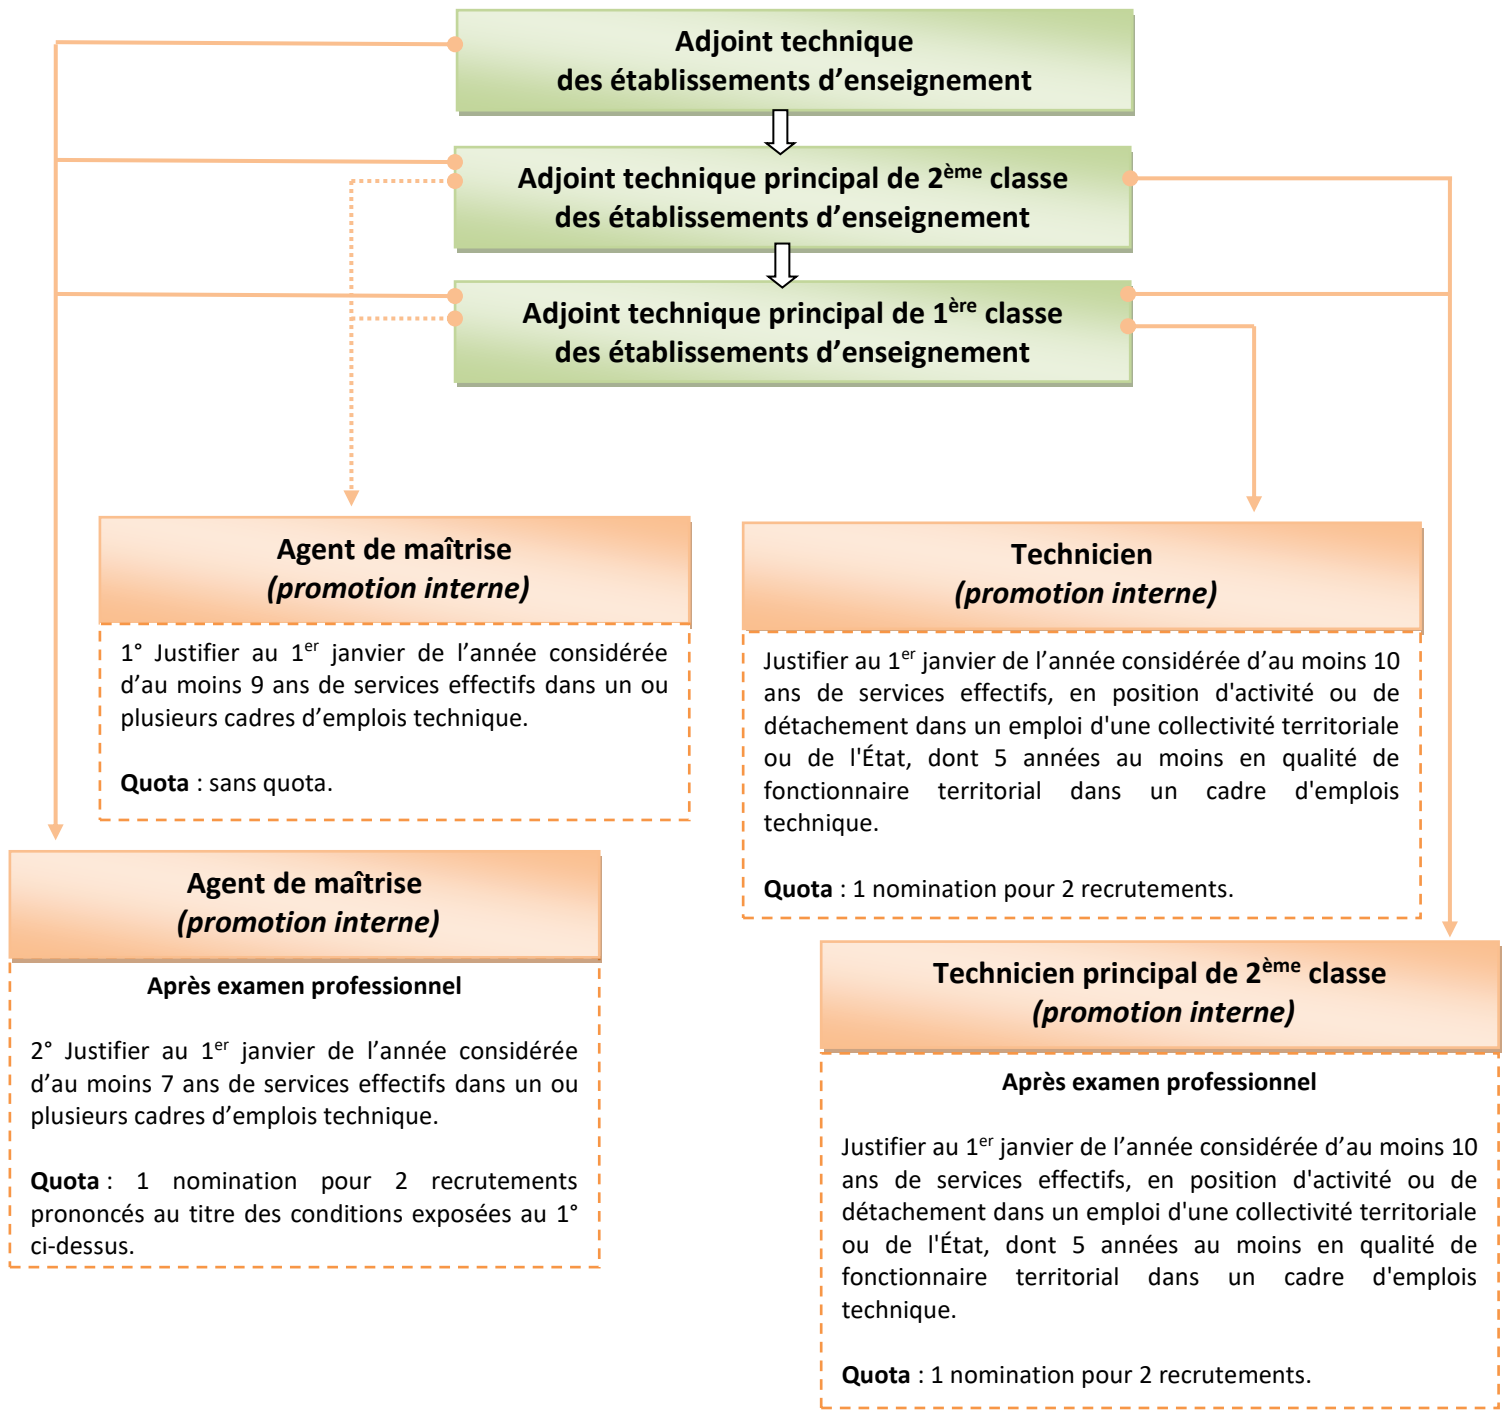 Adjoint technique
des établissements d’enseignement
Adjoint technique principal de 2ème classe
des établissements d’enseignement
Adjoint technique principal de 1ère classe
des établissements d’enseignement
Agent de maîtrise
(promotion interne)
1° Justifier au 1er janvier de l’année considérée
d’au moins 9 ans de services effectifs dans un ou
plusieurs cadres d’emplois technique.
Quota : sans quota.
Technicien
(promotion interne)
Justifier au 1er janvier de l’année considérée d’au moins 10
ans de services effectifs, en position d'activité ou de
détachement dans un emploi d'une collectivité territoriale
ou de l'État, dont 5 années au moins en qualité de
fonctionnaire territorial dans un cadre d'emplois
technique.
Quota : 1 nomination pour 2 recrutements.
Agent de maîtrise
(promotion interne)
Après examen professionnel
2° Justifier au 1er janvier de l’année considérée
d’au moins 7 ans de services effectifs dans un ou
plusieurs cadres d’emplois technique.
Quota : 1 nomination pour 2 recrutements
prononcés au titre des conditions exposées au 1°
ci-dessus.
Technicien principal de 2ème classe
(promotion interne)
Après examen professionnel
Justifier au 1er janvier de l’année considérée d’au moins 10
ans de services effectifs, en position d'activité ou de
détachement dans un emploi d'une collectivité territoriale
ou de l'État, dont 5 années au moins en qualité de
fonctionnaire territorial dans un cadre d'emplois
technique.
Quota : 1 nomination pour 2 recrutements.